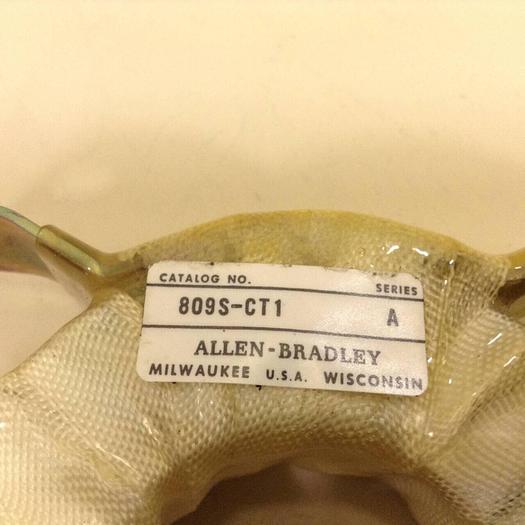 CATALOG NO. SERIES
809S-CT1 A
ALLEN-BRADLEY
MILWAUKEE U.S.A. WISCONSIN